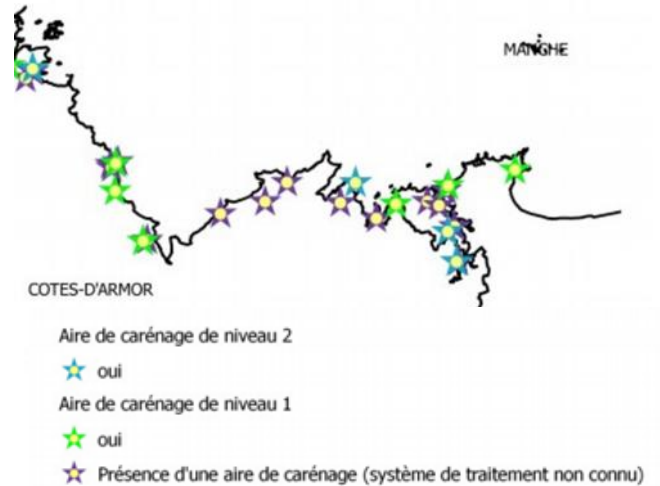 MANCHE
COTES-D'ARMOR
Aire de carénage de niveau 2
oui
Aire de carénage de niveau 1
oui
Présence d'une aire de carénage (système de traitement non connu)